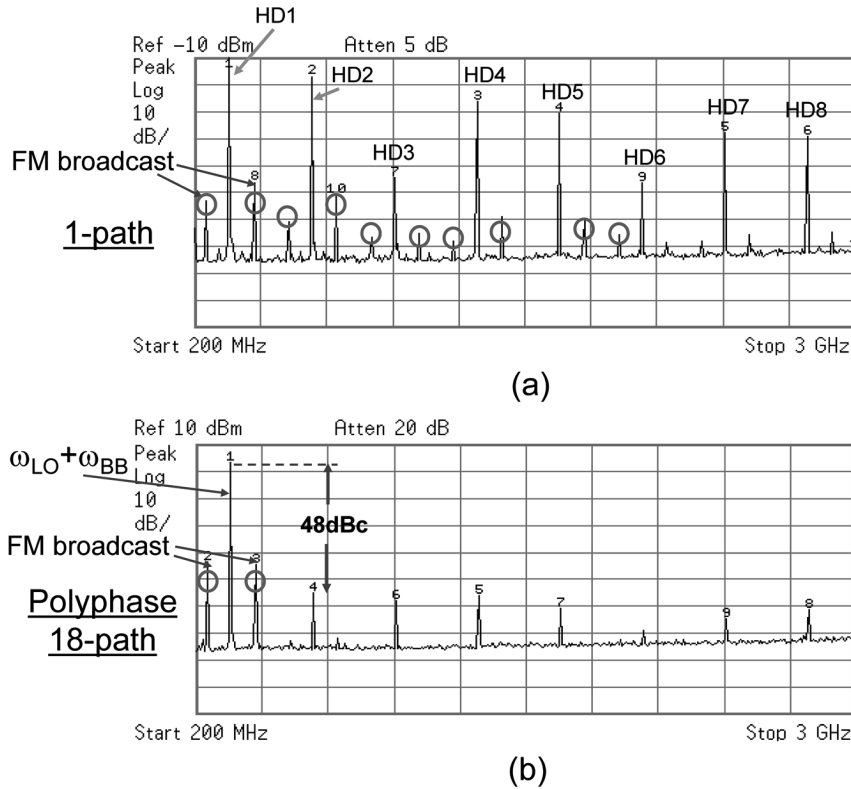 HD1
Ref -10 dBm Atten 5 dB
Peak
Log
10
dB/
1
2
HD2
HD4
3
HD5
4
HD7
5
HD8
6
FM broadcast
8
10
HD3
7
HD6
9
1-path
Start 200 MHz Stop 3 GHz
(a)
Ref 10 dBm Atten 20 dB
Peak
Log
10
dB/
ωLO+ωBB
1
48dBc
FM broadcast
2
3
4
6
5
7
9
8
Polyphase
18-path
Start 200 MHz Stop 3 GHz
(b)